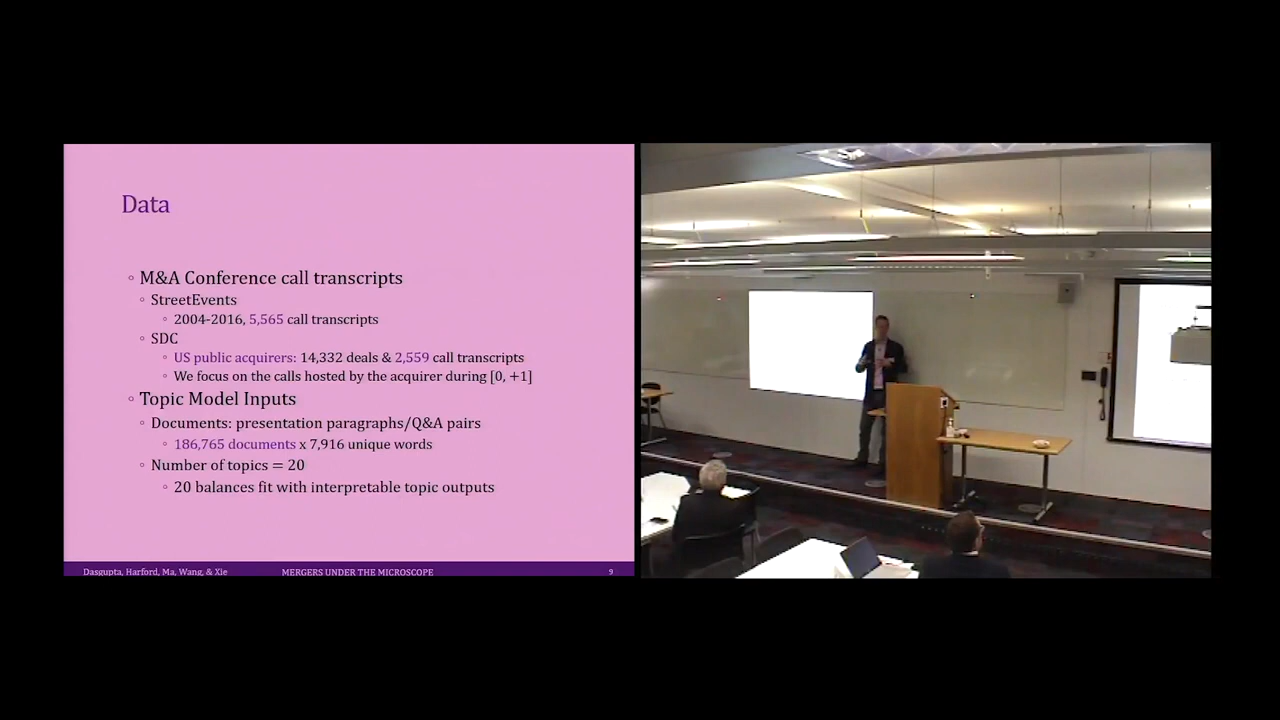 Data
M&A Conference call transcripts
StreetEvents
2004-2016, 5,565 call transcripts
SDC
US public acquirers: 14,332 deals & 2,559 call transcripts
We focus on the calls hosted by the acquirer during [0, +1]
Topic Model Inputs
Documents: presentation paragraphs/Q&A pairs
186,765 documents x 7,916 unique words
Number of topics = 20
20 balances fit with interpretable topic outputs
Dasgupta, Harford, Ma, Wang, & Xie
MERGERS UNDER THE MICROSCOPE
9